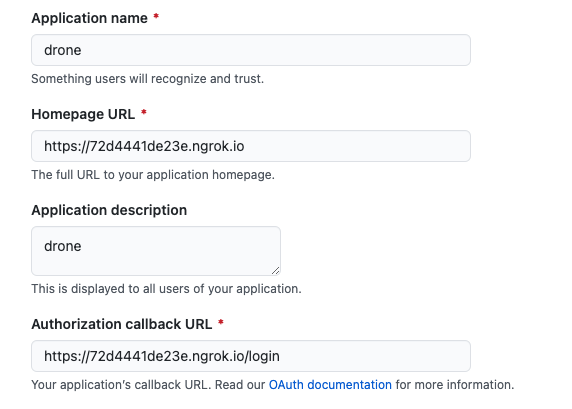 Application name *
drone
Something users will recognize and trust.
Homepage URL *
https://72d4441de23e.ngrok.io
The full URL to your application homepage.
Application description
drone
This is displayed to all users of your application.
Authorization callback URL *
https://72d4441de23e.ngrok.io/login
Your application's callback URL. Read our OAuth documentation for more information.